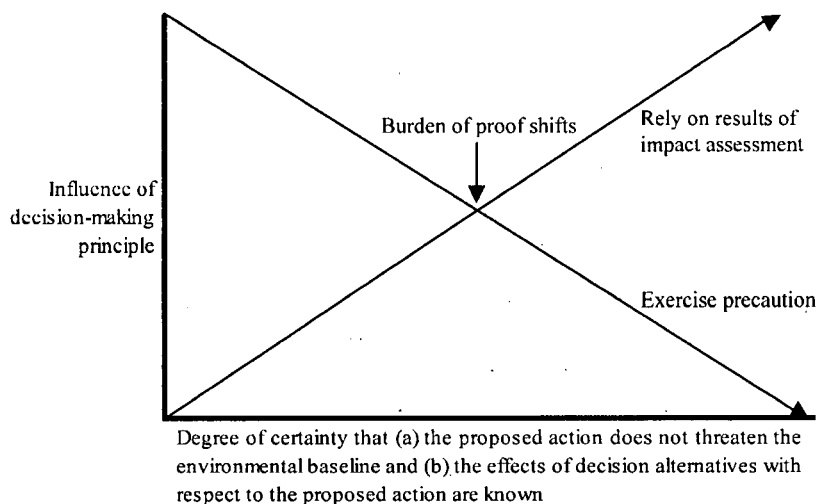 Burden of proof shifts
Rely on results of
impact assessment
Influence of
decision-making
principle
Exercise precaution
Degree of certainty that (a) the proposed action does not threaten the
environmental baseline and (b) the effects of decision alternatives with
respect to the proposed action are known